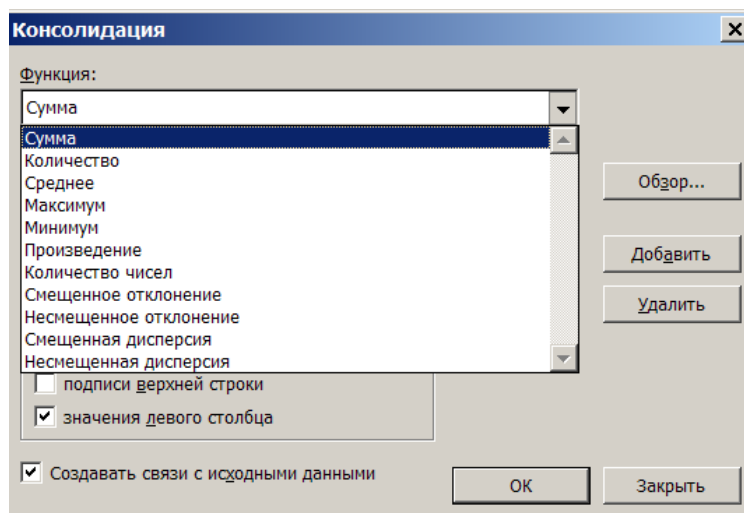 Консолидация
Функция:
Сумма
Сумма
Количество
Среднее
Максимум
Минимум
Произведение
Количество чисел
Смещенное отклонение
Несмещенное отклонение
Смещенная дисперсия
Несмещенная дисперсия
Обзор...
Добавить
Удалить
подписи верхней строки
значения левого столбца
Создавать связи с исходными данными
ОК
Закрыть